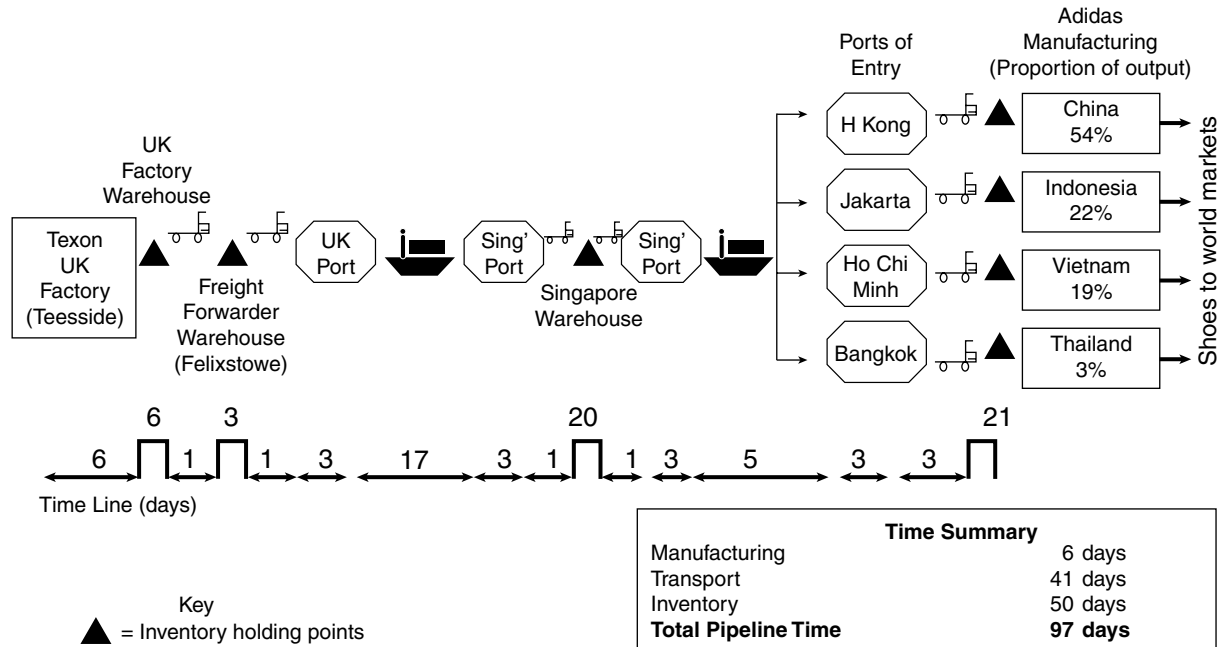 Ports of
Entry
Adidas
Manufacturing
(Proportion of output)
UK
Factory
Warehouse
Texon
UK
Factory
(Teesside)
Freight
Forwarder
Warehouse
(Felixstowe)
UK
Port
Sing'
Port
Singapore
Warehouse
Sing'
Port
H Kong
China
54%
Jakarta
Indonesia
22%
Ho Chi
Minh
Vietnam
19%
Bangkok
Thailand
3%
Shoes to world markets
6 3 20 21
6 1 1 3 17 3 1 1 3 5 3 3
Time Line (days)
Time Summary
Manufacturing 6 days
Transport 41 days
Inventory 50 days
Total Pipeline Time 97 days
Key
= Inventory holding points